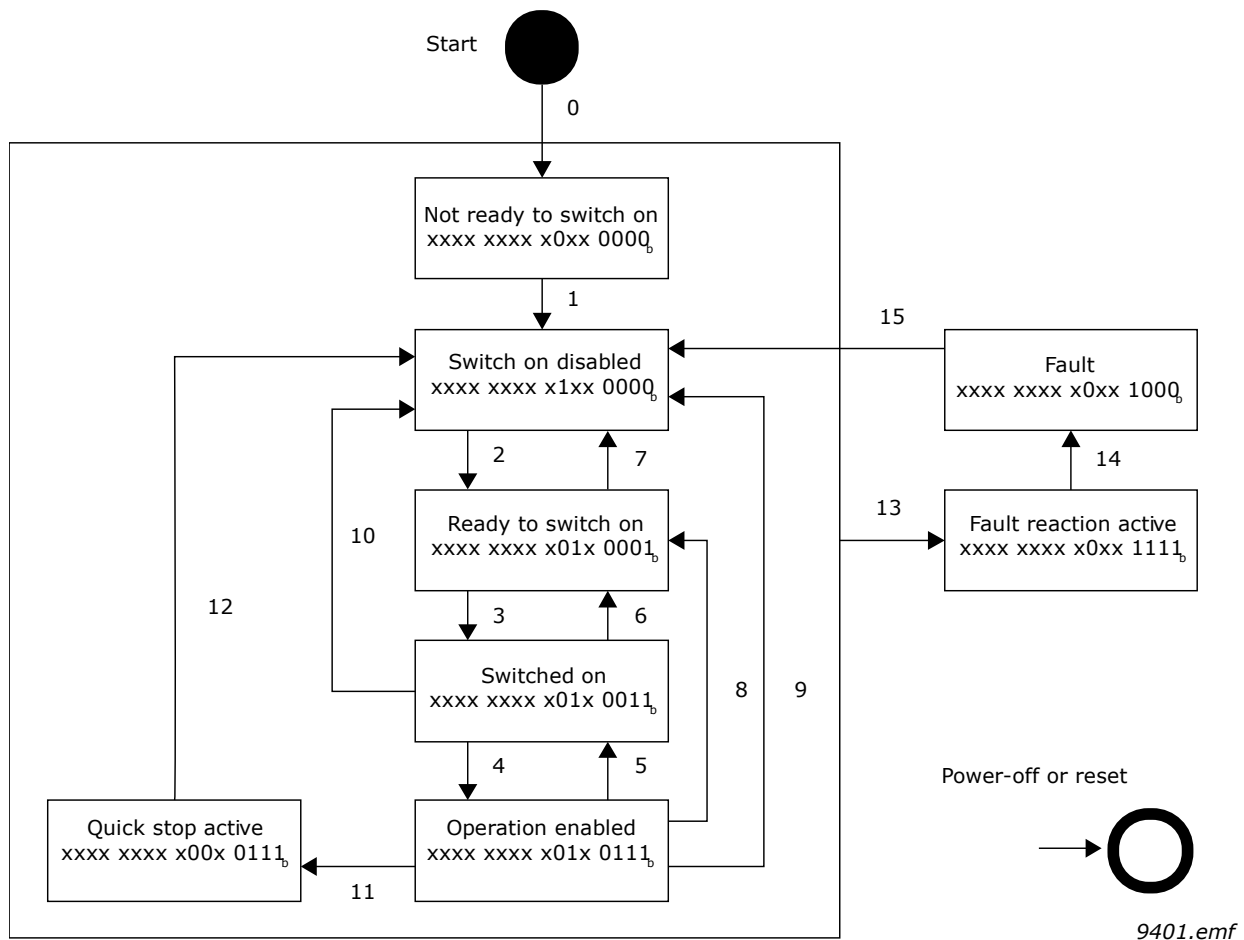 Start
0
Not ready to switch on
xxxx xxxx x0xx 0000b
1
15
Switch on disabled
xxxx xxxx x1xx 0000b
Fault
xxxx xxxx x0xx 1000b
2
7
14
10
13
Ready to switch on
xxxx xxxx x01x 0001b
Fault reaction active
xxxx xxxx x0xx 1111b
12
3
6
Switched on
xxxx xxxx x01x 0011b
8
9
4
5
Power-off or reset
Quick stop active
xxxx xxxx x00x 0111b
Operation enabled
xxxx xxxx x01x 0111b
11
9401.emf